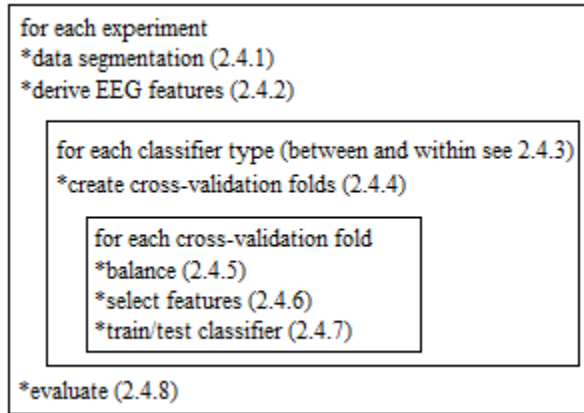 for each experiment
*data segmentation (2.4.1)
*derive EEG features (2.4.2)
for each classifier type (between and within see 2.4.3)
*create cross-validation folds (2.4.4)
for each cross-validation fold
*balance (2.4.5)
*select features (2.4.6)
*train/test classifier (2.4.7)
*evaluate (2.4.8)